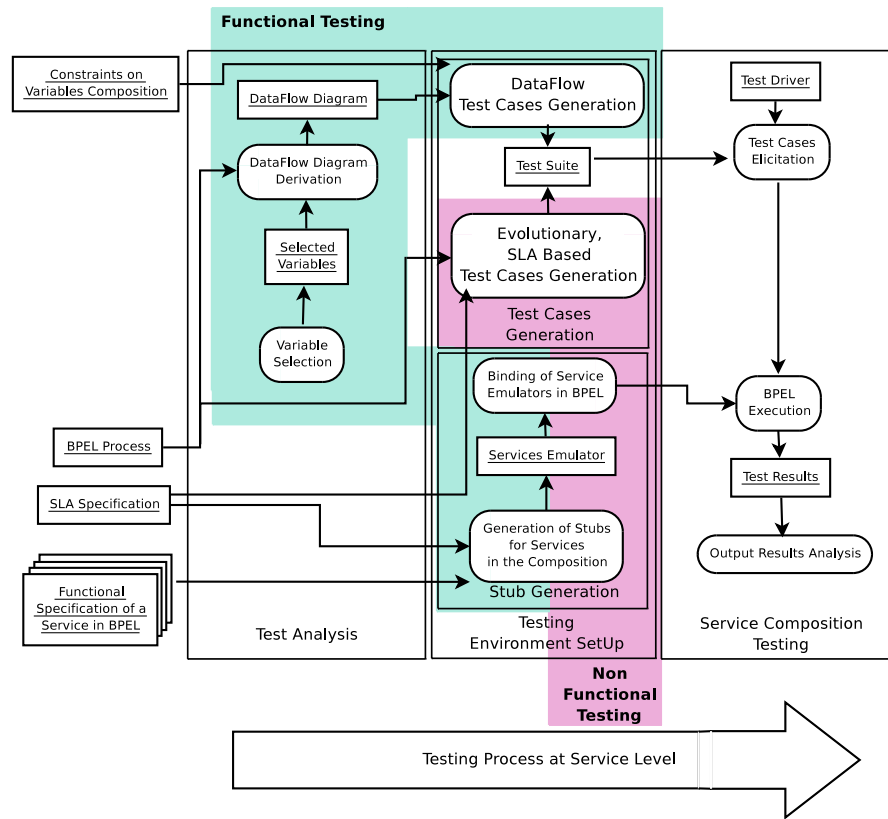 Functional Testing
Constraints on
Variables Composition
DataFlow Diagram
DataFlow
Test Cases Generation
Test Driver
DataFlow Diagram
Derivation
Test Suite
Test Cases
Elicitation
Selected
Variables
Evolutionary,
SLA Based
Test Cases Generation
Test Cases
Generation
Variable
Selection
Binding of Service
Emulators in BPEL
BPEL
Execution
BPEL Process
Services Emulator
Test Results
SLA Specification
Generation of Stubs
for Services
in the Composition
Output Results Analysis
Functional
Specification of a
Service in BPEL
Stub Generation
Test Analysis
Testing
Environment SetUp
Service Composition
Testing
Non
Functional
Testing
Testing Process at Service Level